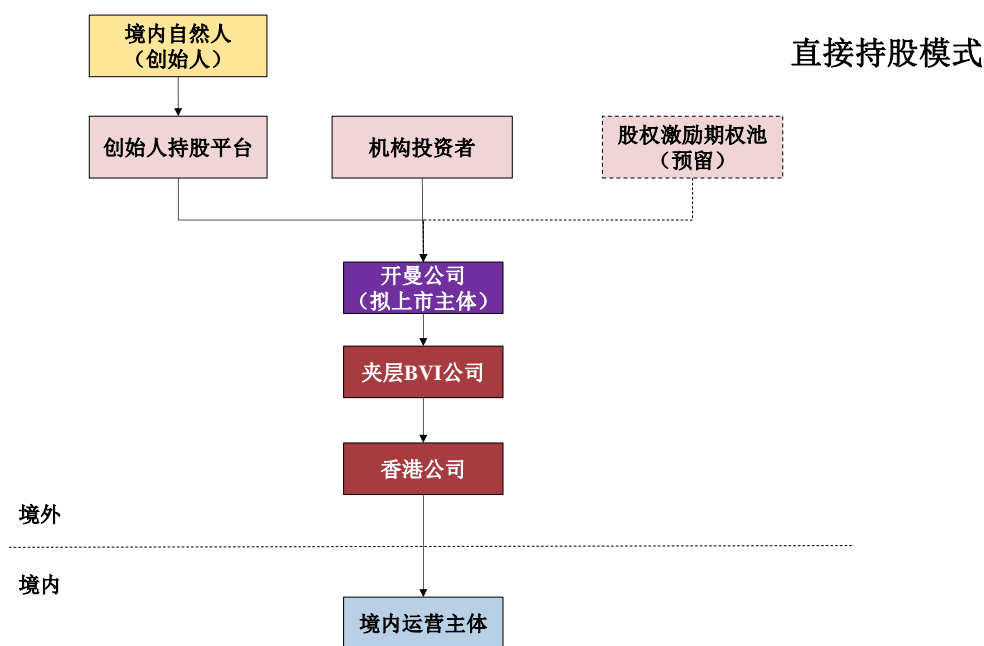 境内自然人
（创始人）
直接持股模式
创始人持股平台
机构投资者
股权激励期权池
（预留）
开曼公司
（拟上市主体）
夹层BVI公司
香港公司
境外
境内
境内运营主体